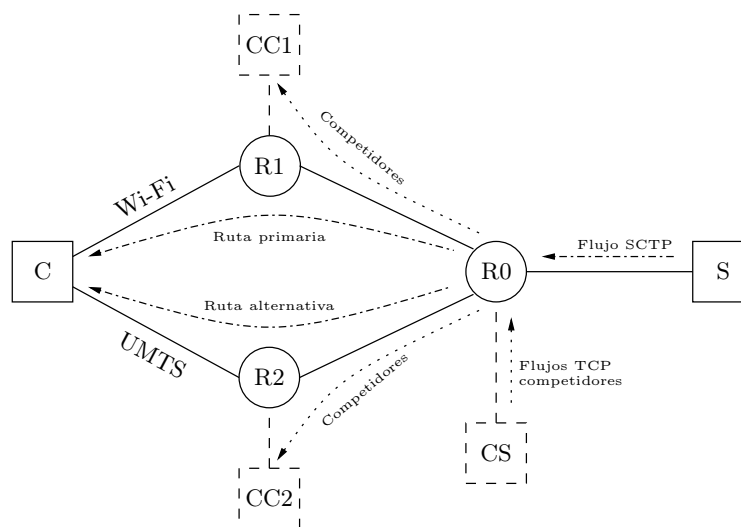 CC1
Competidores
R1
Wi-Fi
Ruta primaria
Flujo SCTP
C
R0
S
Ruta alternativa
UMTS
R2
Flujos TCP
competidores
Competidores
CS
CC2